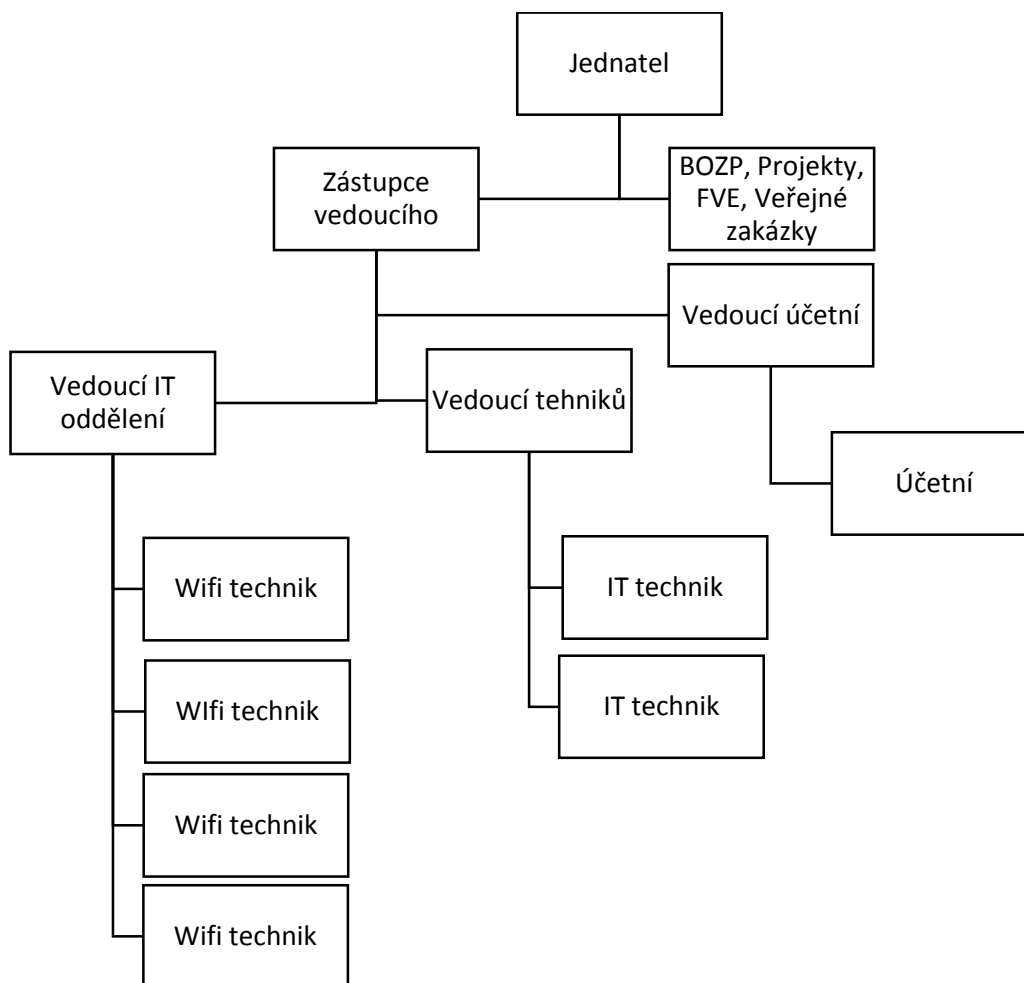 Jednatel
Zástupce
vedoucího
BOZP, Projekty,
FVE, Veřejné
zakázky
Vedoucí účetní
Vedoucí IT
oddělení
Vedoucí tehniků
Účetní
Wifi technik
IT technik
WIfi technik
IT technik
Wifi technik
Wifi technik